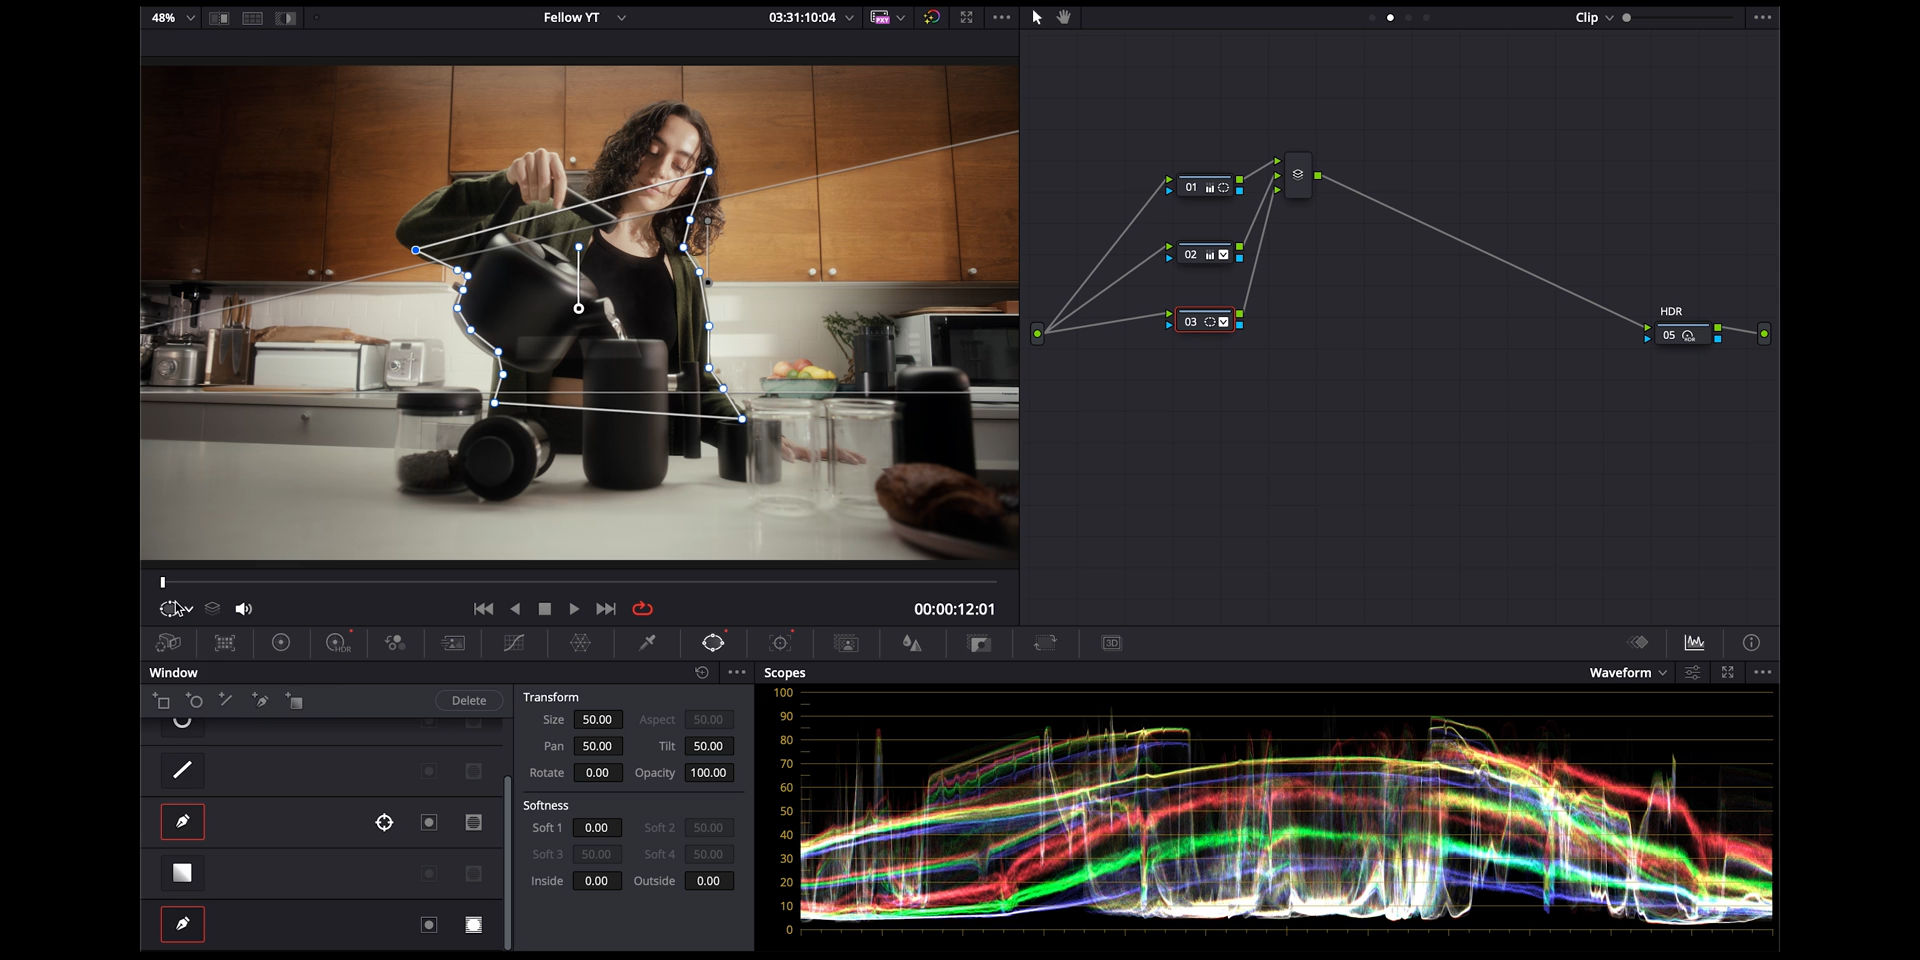 48%
Fellow YT
03:31:10:04
PXY
Clip
01
02
03
HDR
05
HDR
00:00:12:01
HDR
3D
Window
Scopes
Waveform
Delete
Transform
Size 50.00 Aspect 50.00
Pan 50.00 Tilt 50.00
Rotate 0.00 Opacity 100.00
Softness
Soft 1 0.00 Soft 2 50.00
Soft 3 50.00 Soft 4 50.00
Inside 0.00 Outside 0.00
100
90
80
70
60
50
40
30
20
10
0